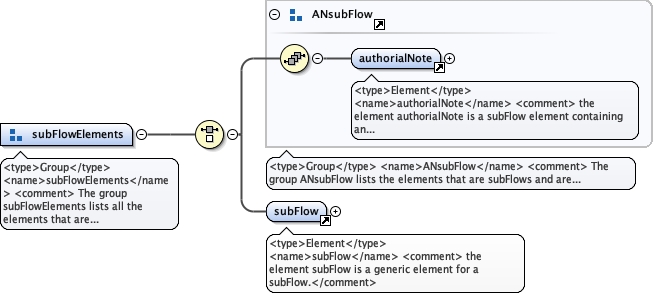 ANsubFlow
authorialNote
<type>Element</type>
<name>authorialNote</name> <comment> the
element authorialNote is a subFlow element containing
an...
subFlowElements
<type>Group</type>
<name>subFlowElements</name
> <comment> The group
subFlowElements lists all the
elements that are...
<type>Group</type> <name>ANsubFlow</name> <comment> The
group ANsubFlow lists the elements that are subFlows and are...
subFlow
<type>Element</type>
<name>subFlow</name> <comment> the
element subFlow is a generic element for a
subFlow.</comment>